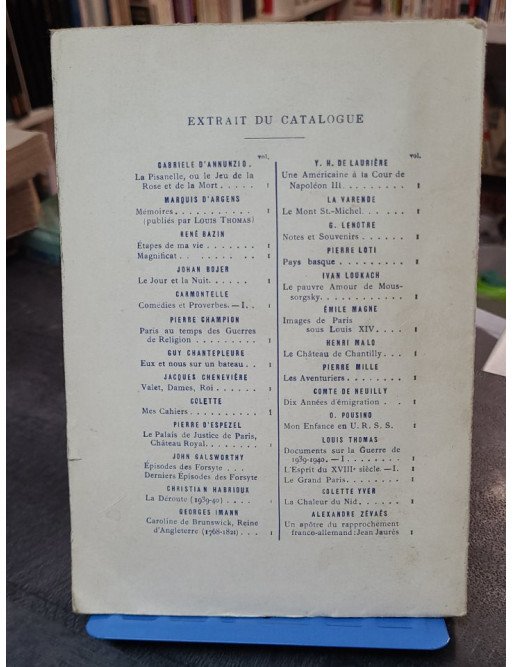 EXTRAIT DU CATALOGUE
vol.
GABRIELE D'ANNUNZIO.
La Pisanelle, ou le Jeu de la
Rose et de la Mort . . . . . 1
MARQUIS D'ARGENS
Mémoires . . . . . . . . . . . 1
(publiés par LOUIS THOMAS)
RENÉ BAZIN
Étapes de ma vie . . . . . . . 1
Magnificat . . . . . . . . 1
JOHAN BOJER
Le Jour et la Nuit . . . . . . 1
CARMONTELLE
Comédies et Proverbes. — I . . 1
PIERRE CHAMPION
Paris au temps des Guerres
de Religion . . . . . . . . . 1
GUY CHANTEPLEURE
Eux et nous sur un bateau . . 1
JACQUES CHENEVIÈRE
Valet, Dames, Roi . . . . . . 1
COLETTE
Mes Cahiers . . . . . . . . . 1
PIERRE D'ESPEZEL
Le Palais de Justice de Paris,
Château Royal . . . . . . . . 1
JOHN GALSWORTHY
Épisodes des Forsyte . . .
Derniers Épisodes des Forsyte
CHRISTIAN HABRIOUX
La Déroute (1939-40) . . . . . 1
GEORGES IMANN
Caroline de Brunswick, Reine
d'Angleterre (1768-1821) . . . 1
vol.
Y. H. DE LAURIÈRE
Une Américaine à la Cour de
Napoléon III . . . . . . . . . 1
LA VARENDE
Le Mont St.-Michel . . . . . . 1
G. LENOTRE
Notes et Souvenirs . . . . . . 1
PIERRE LOTI
Pays basque . . . . . . . . . 1
IVAN LOUKACH
Le pauvre Amour de Mous-
sorgsky . . . . . . . . . . . 1
ÉMILE MAGNE
Images de Paris
sous Louis XIV . . . . 1
HENRI MALO
Le Château de Chantilly . . . 1
PIERRE MILLE
Les Aventuriers . . . . . . . 1
COMTE DE NEUILLY
Dix Années d'émigration . . 1
O. POUSINO
Mon Enfance en U. R. S. S. 1
LOUIS THOMAS
Documents sur la Guerre de
1939-1940. — I . . . . . . . . 1
L'Esprit du XVIIIe siècle. — I. 1
Le Grand Paris . . . . . . . . 1
COLETTE YVER
La Chaleur du Nid . . . . . . 1
ALEXANDRE ZÉVAÈS
Un apôtre du rapprochement
franco-allemand : Jean Jaurès 1